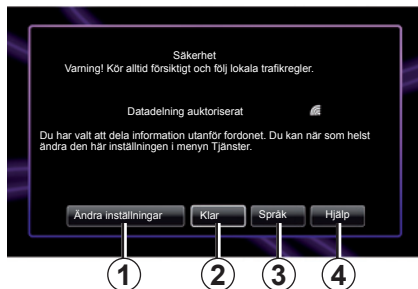 Säkerhet
Varning! Kör alltid försiktigt och följ lokala trafikregler.
Datadelning auktoriserat
Du har valt att dela information utanför fordonet. Du kan när som helst
ändra den här inställningen i menyn Tjänster.
Ändra inställningar Klar Språk Hjälp
1 2 3 4